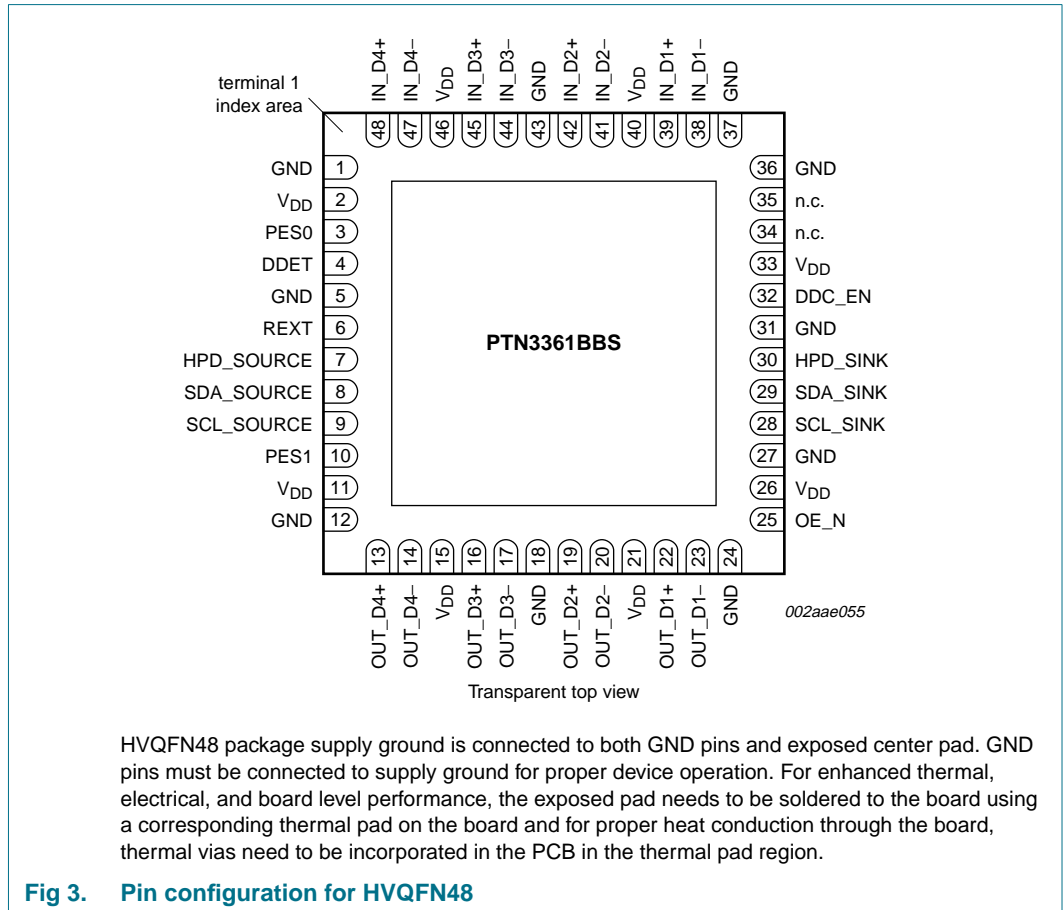 IN_D4+ IN_D4− VDD IN_D3+ IN_D3− GND IN_D2+ IN_D2− VDD IN_D1+ IN_D1− GND
terminal 1
index area
48 47 46 45 44 43 42 41 40 39 38 37
GND 1 36 GND
VDD 2 35 n.c.
PES0 3 34 n.c.
DDET 4 33 VDD
GND 5 32 DDC_EN
REXT 6 31 GND
PTN3361BBS
HPD_SOURCE 7 30 HPD_SINK
SDA_SOURCE 8 29 SDA_SINK
SCL_SOURCE 9 28 SCL_SINK
PES1 10 27 GND
VDD 11 26 VDD
GND 12 25 OE_N
13 14 15 16 17 18 19 20 21 22 23 24
OUT_D4+ OUT_D4− VDD OUT_D3+ OUT_D3− GND OUT_D2+ OUT_D2− VDD OUT_D1+ OUT_D1− GND
002aae055
Transparent top view
HVQFN48 package supply ground is connected to both GND pins and exposed center pad. GND
pins must be connected to supply ground for proper device operation. For enhanced thermal,
electrical, and board level performance, the exposed pad needs to be soldered to the board using
a corresponding thermal pad on the board and for proper heat conduction through the board,
thermal vias need to be incorporated in the PCB in the thermal pad region.
Fig 3. Pin configuration for HVQFN48